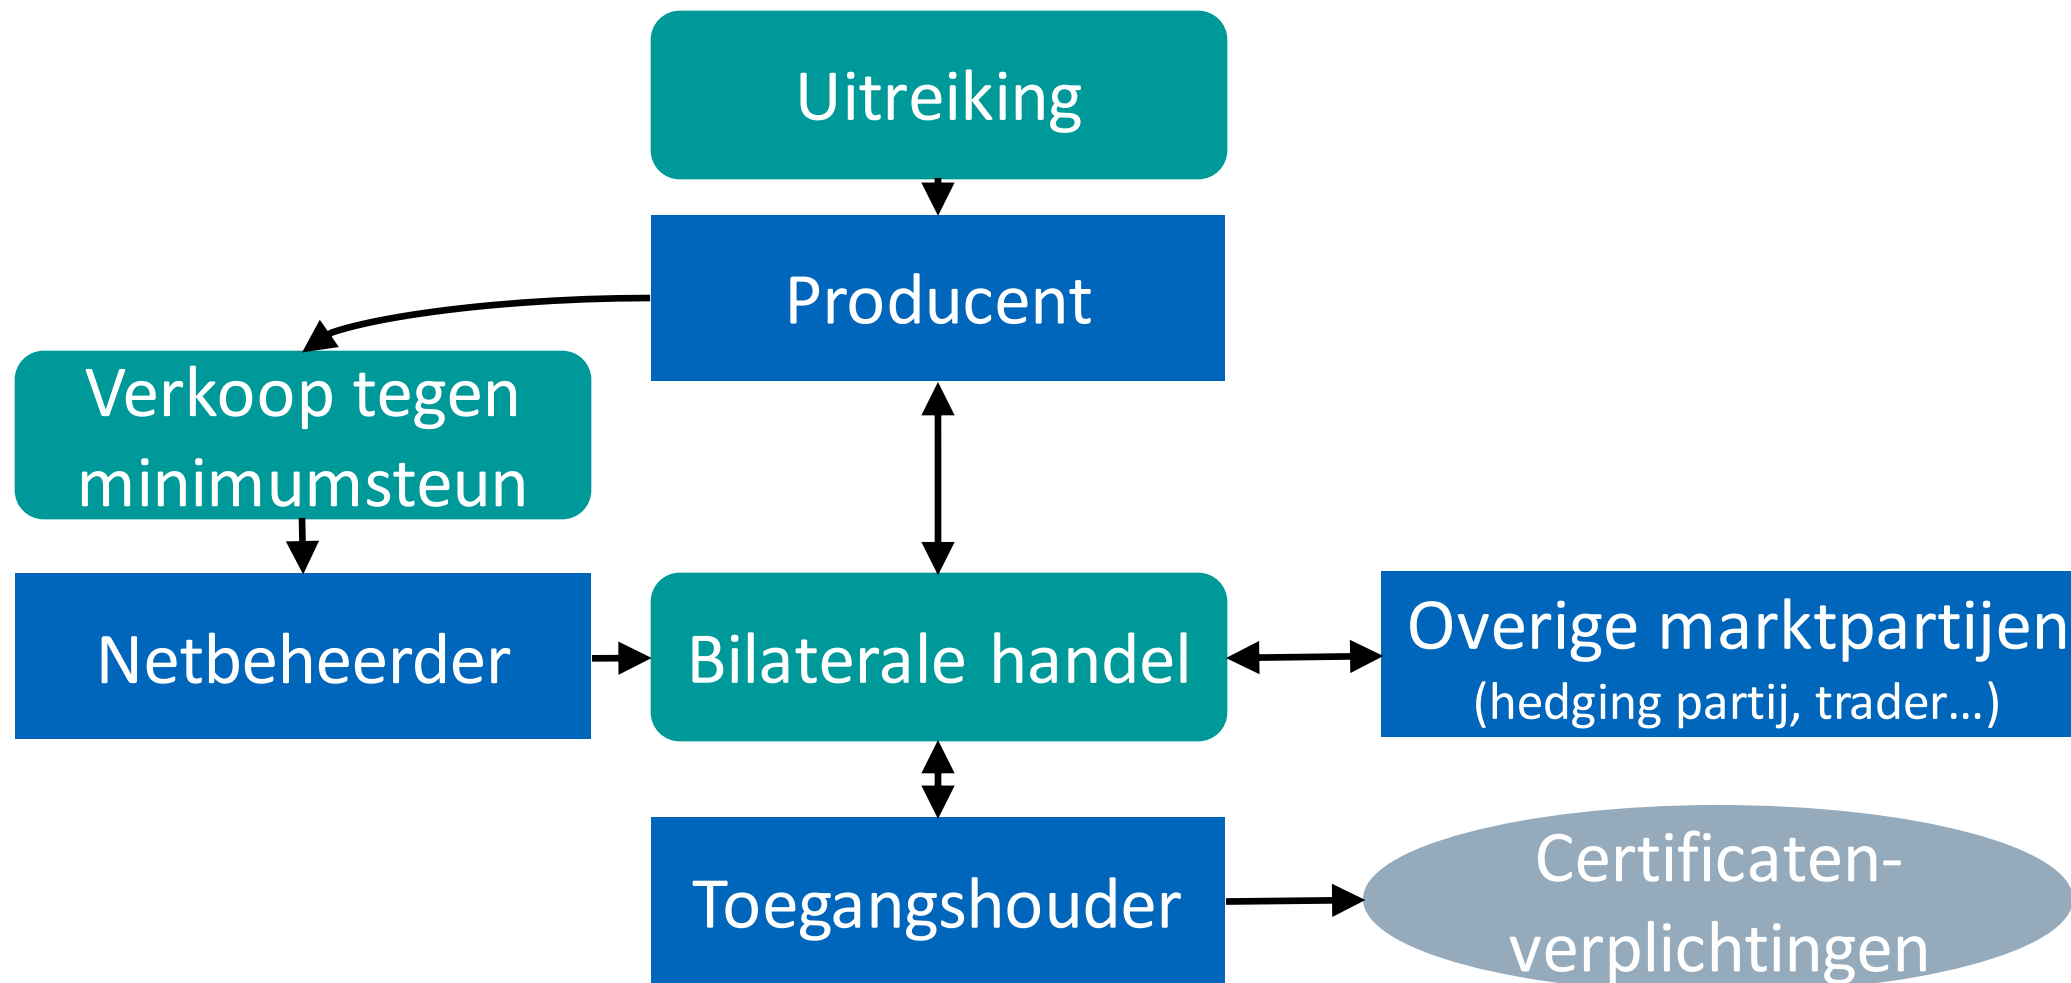 Uitreiking
Producent
Verkoop tegen
minimumsteun
Netbeheerder
Bilaterale handel
Overige marktpartijen
(hedging partij, trader...)
Toegangshouder
Certificaten-
verplichtingen